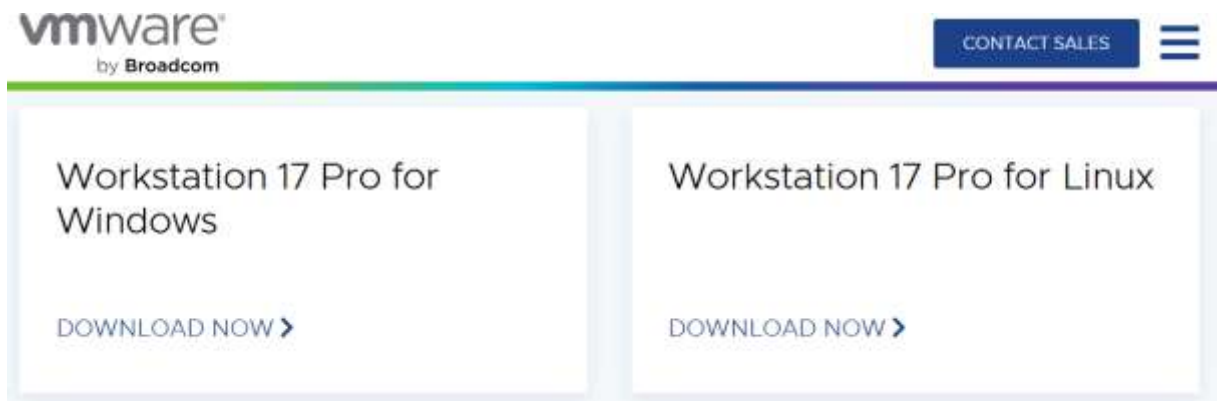 vmware®
by Broadcom
CONTACT SALES
Workstation 17 Pro for
Windows
DOWNLOAD NOW
Workstation 17 Pro for Linux
DOWNLOAD NOW